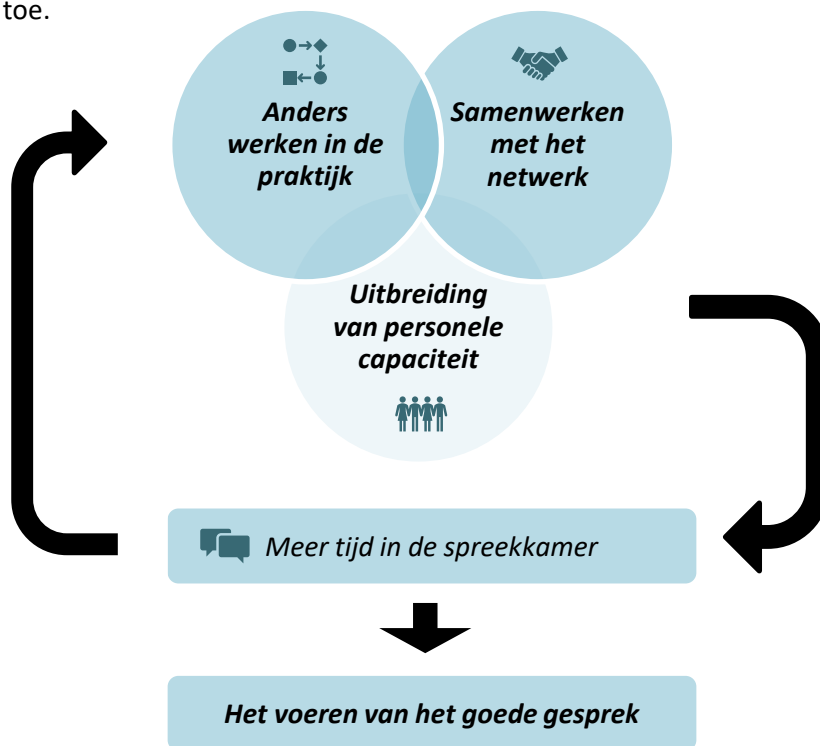 toe.
Anders
werken in de
praktijk
Samenwerken
met het
netwerk
Uitbreiding
van personele
capaciteit
Meer tijd in de spreekkamer
Het voeren van het goede gesprek